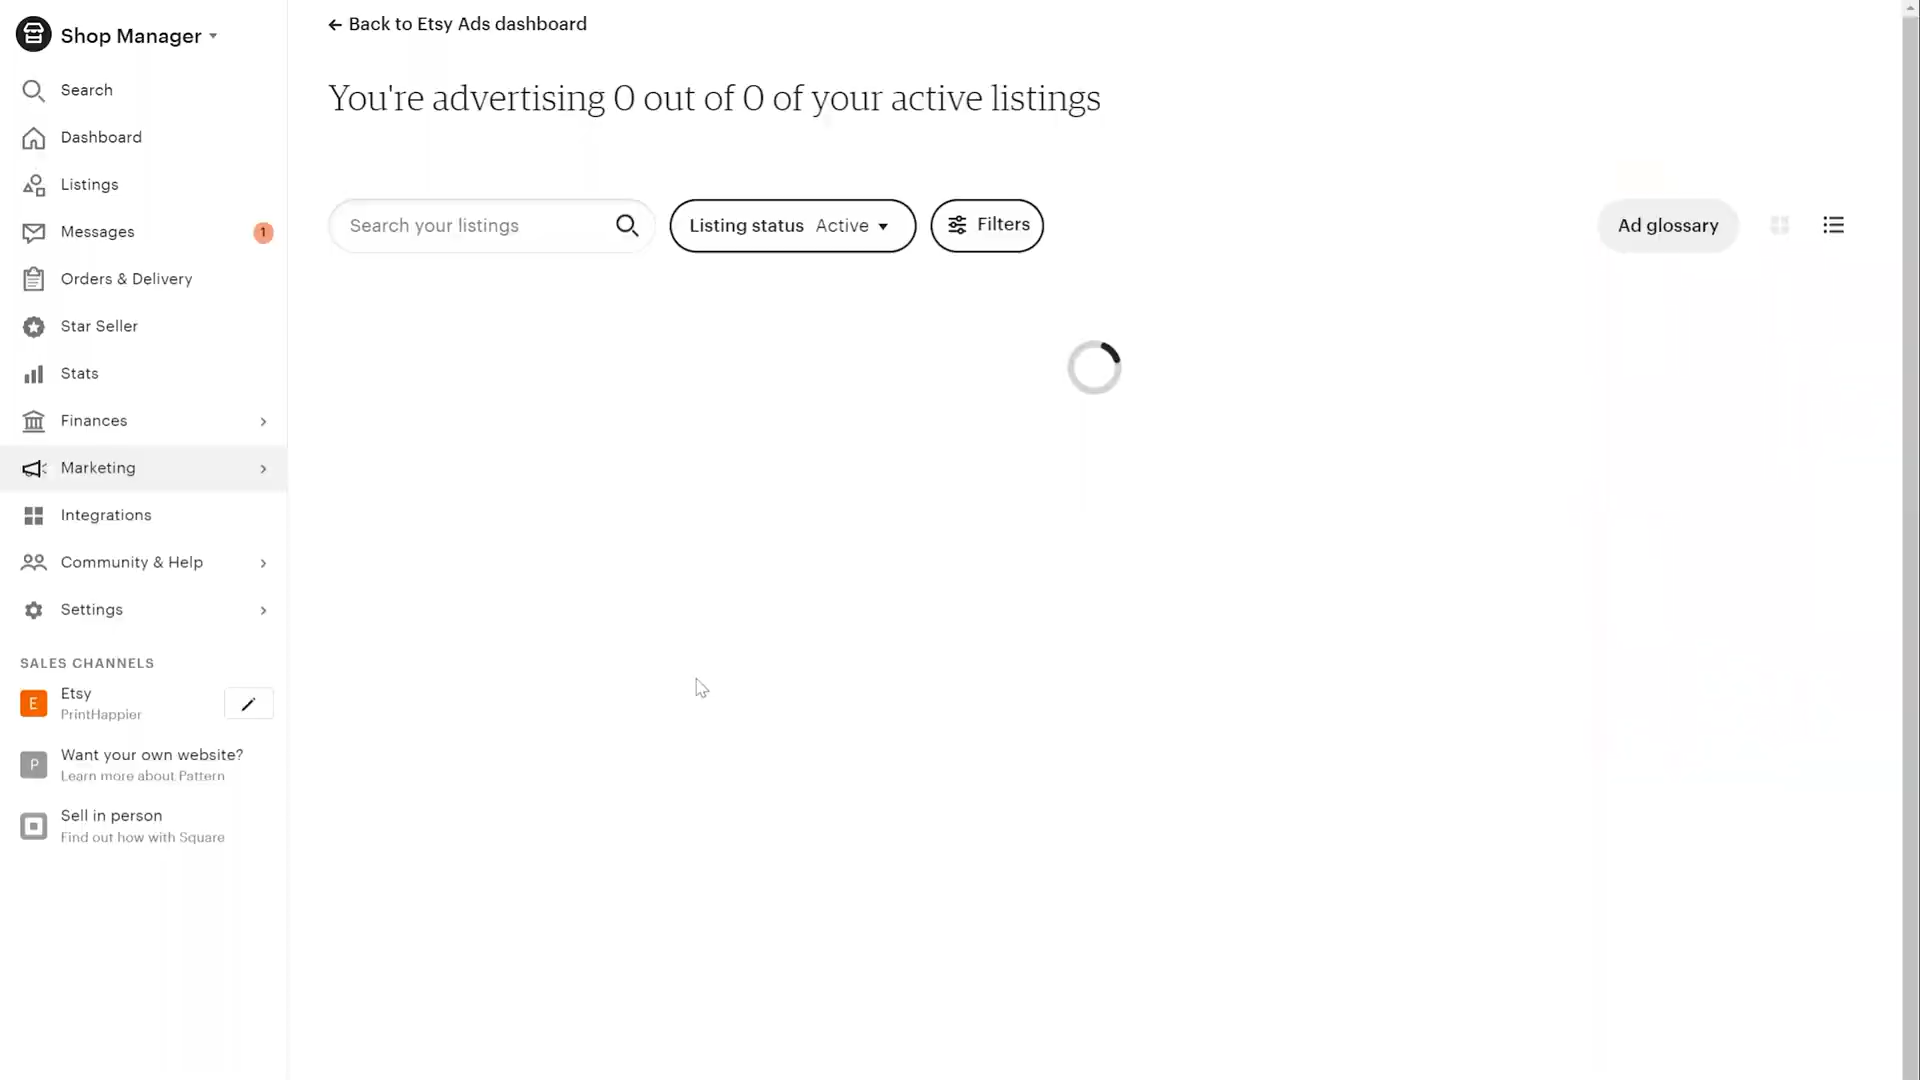 Shop Manager
Search
Dashboard
Listings
Messages
1
Orders & Delivery
Star Seller
Stats
Finances
Marketing
Integrations
Community & Help
Settings
SALES CHANNELS
E
Etsy
PrintHappier
P
Want your own website?
Learn more about Pattern
Sell in person
Find out how with Square
Back to Etsy Ads dashboard
You're advertising 0 out of 0 of your active listings
Search your listings
Listing status Active
Filters
Ad glossary